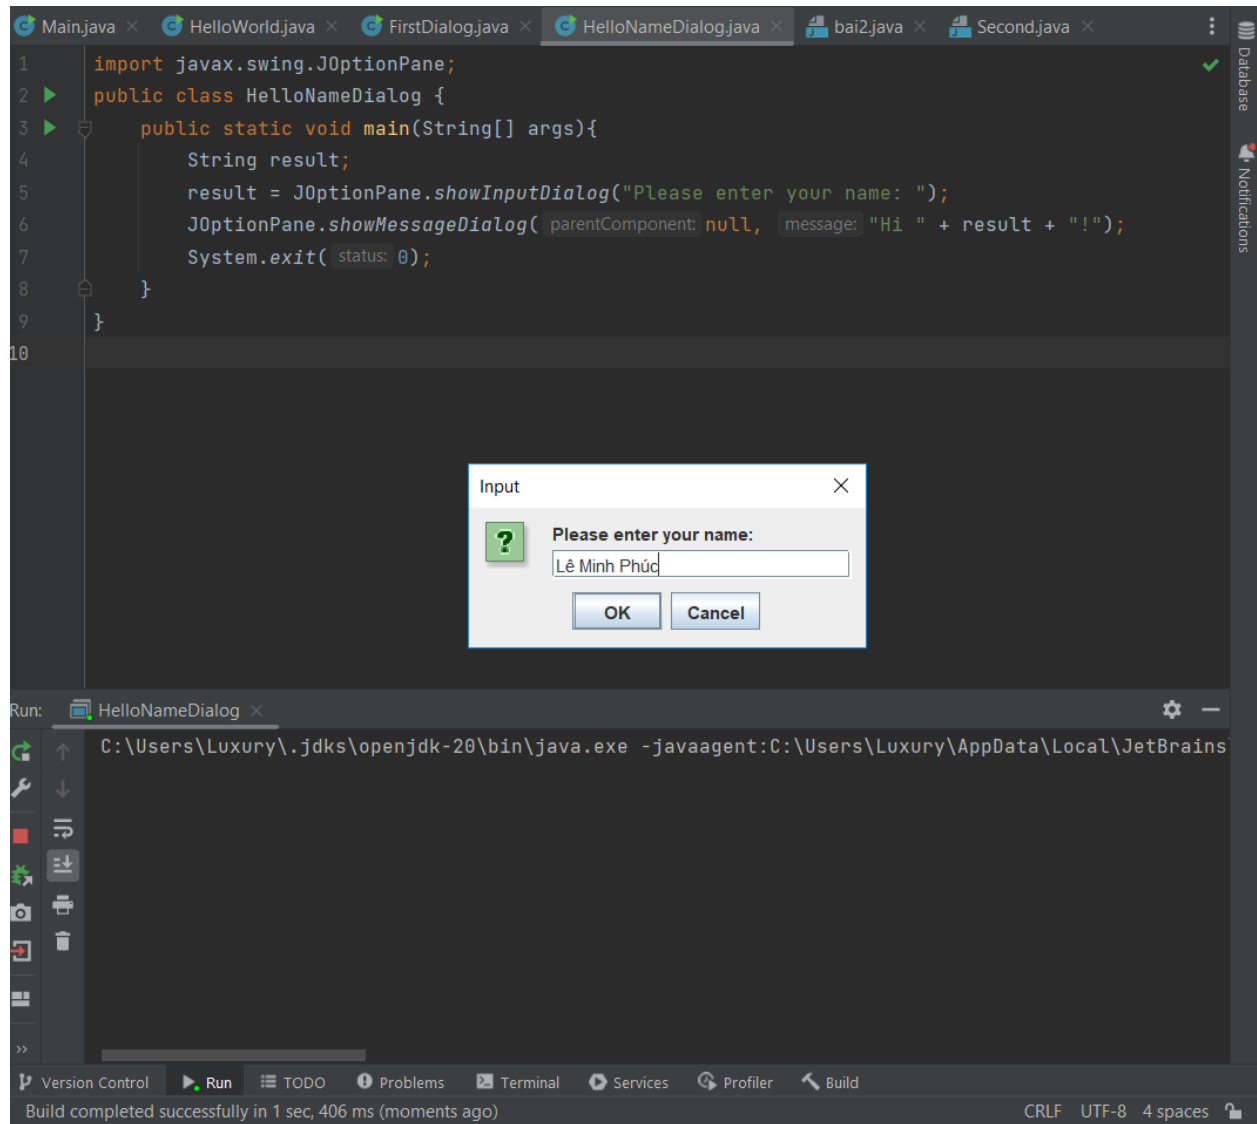 Main.java HelloWorld.java FirstDialog.java HelloNameDialog.java bai2.java Second.java
Database
Notifications
1 import javax.swing.JOptionPane;
2 public class HelloNameDialog {
3 public static void main(String[] args){
4 String result;
5 result = JOptionPane.showInputDialog("Please enter your name: ");
6 JOptionPane.showMessageDialog( parentComponent: null, message: "Hi " + result + "!");
7 System.exit( status: 0);
8 }
9 }
10
Input
Please enter your name:
Lê Minh Phúc
OK Cancel
Run: HelloNameDialog
C:\Users\Luxury\.jdks\openjdk-20\bin\java.exe -javaagent:C:\Users\Luxury\AppData\Local\JetBrains
Version Control Run TODO Problems Terminal Services Profiler Build
Build completed successfully in 1 sec, 406 ms (moments ago) CRLF UTF-8 4 spaces